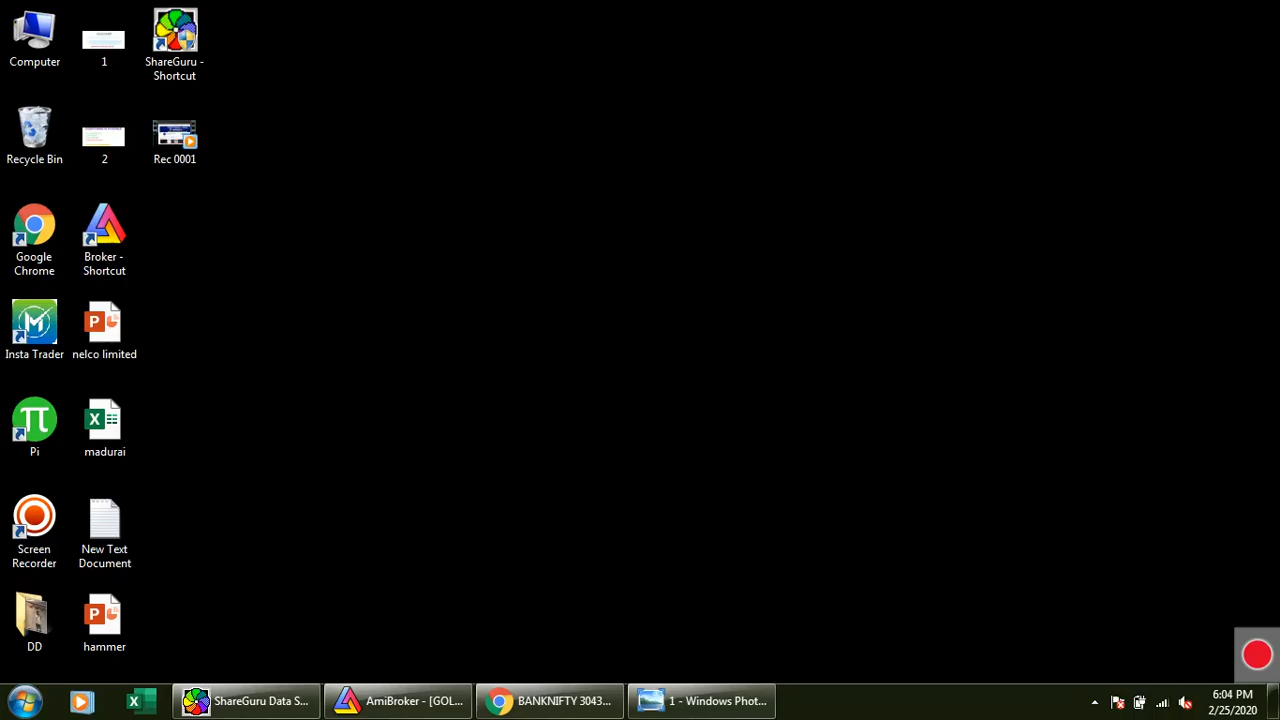 Computer
1
ShareGuru -
Shortcut
Recycle Bin
2
Rec 0001
Google
Chrome
Broker -
Shortcut
Insta Trader
nelco limited
Pi
madurai
Screen
Recorder
New Text
Document
DD
hammer
ShareGuru Data S...
AmiBroker - [GOL...
BANKNIFTY 3043...
1 - Windows Phot...
6:04 PM
2/25/2020